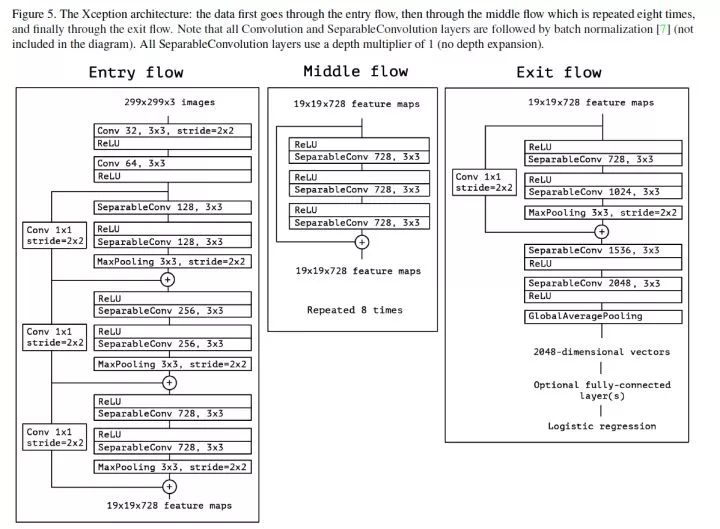 Figure 5. The Xception architecture: the data first goes through the entry flow, then through the middle flow which is repeated eight times,
and finally through the exit flow. Note that all Convolution and SeparableConvolution layers are followed by batch normalization [7] (not
included in the diagram). All SeparableConvolution layers use a depth multiplier of 1 (no depth expansion).
Entry flow
299x299x3 images
Conv 32, 3x3, stride=2x2
ReLU
Conv 64, 3x3
ReLU
SeparableConv 128, 3x3
Conv 1x1
stride=2x2
ReLU
SeparableConv 128, 3x3
MaxPooling 3x3, stride=2x2
+
ReLU
SeparableConv 256, 3x3
Conv 1x1
stride=2x2
ReLU
SeparableConv 256, 3x3
MaxPooling 3x3, stride=2x2
+
ReLU
SeparableConv 728, 3x3
Conv 1x1
stride=2x2
ReLU
SeparableConv 728, 3x3
MaxPooling 3x3, stride=2x2
+
19x19x728 feature maps
Middle flow
19x19x728 feature maps
ReLU
SeparableConv 728, 3x3
ReLU
SeparableConv 728, 3x3
ReLU
SeparableConv 728, 3x3
+
19x19x728 feature maps
Repeated 8 times
Exit flow
19x19x728 feature maps
ReLU
SeparableConv 728, 3x3
Conv 1x1
stride=2x2
ReLU
SeparableConv 1024, 3x3
MaxPooling 3x3, stride=2x2
+
SeparableConv 1536, 3x3
ReLU
SeparableConv 2048, 3x3
ReLU
GlobalAveragePooling
2048-dimensional vectors
Optional fully-connected
layer(s)
Logistic regression